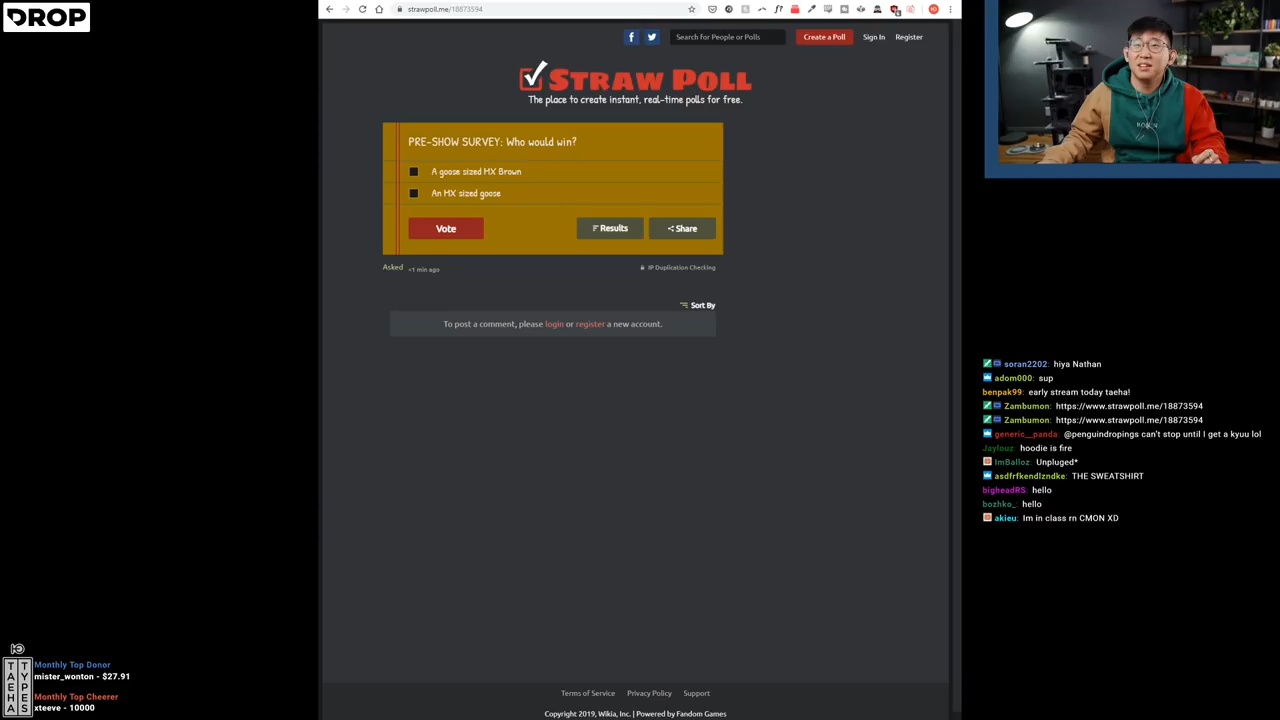 DROP
strawpoll.me/18873594
Search for People or Polls
Create a Poll
Sign In
Register
STRAW POLL
The place to create instant, real-time polls for free.
PRE-SHOW SURVEY: Who would win?
A goose sized MX Brown
An MX sized goose
Vote
Results
Share
Asked <1 min ago
IP Duplication Checking
Sort By
To post a comment, please login or register a new account.
soran2202: hiya Nathan
adom000: sup
benpak99: early stream today taeha!
Zambumon: https://www.strawpoll.me/18873594
Zambumon: https://www.strawpoll.me/18873594
generic__panda: @penguindropings can't stop until I get a kyuu lol
Jaylouz: hoodie is fire
ImBalloz: Unpluged*
asdfrfkendlzndke: THE SWEATSHIRT
bigheadRS: hello
bozhko_: hello
akieu: Im in class rn CMON XD
TAEHA TYPES
Monthly Top Donor
mister_wonton - $27.91
Monthly Top Cheerer
xteeve - 10000
Terms of Service
Privacy Policy
Support
Copyright 2019, Wikia, Inc. | Powered by Fandom Games